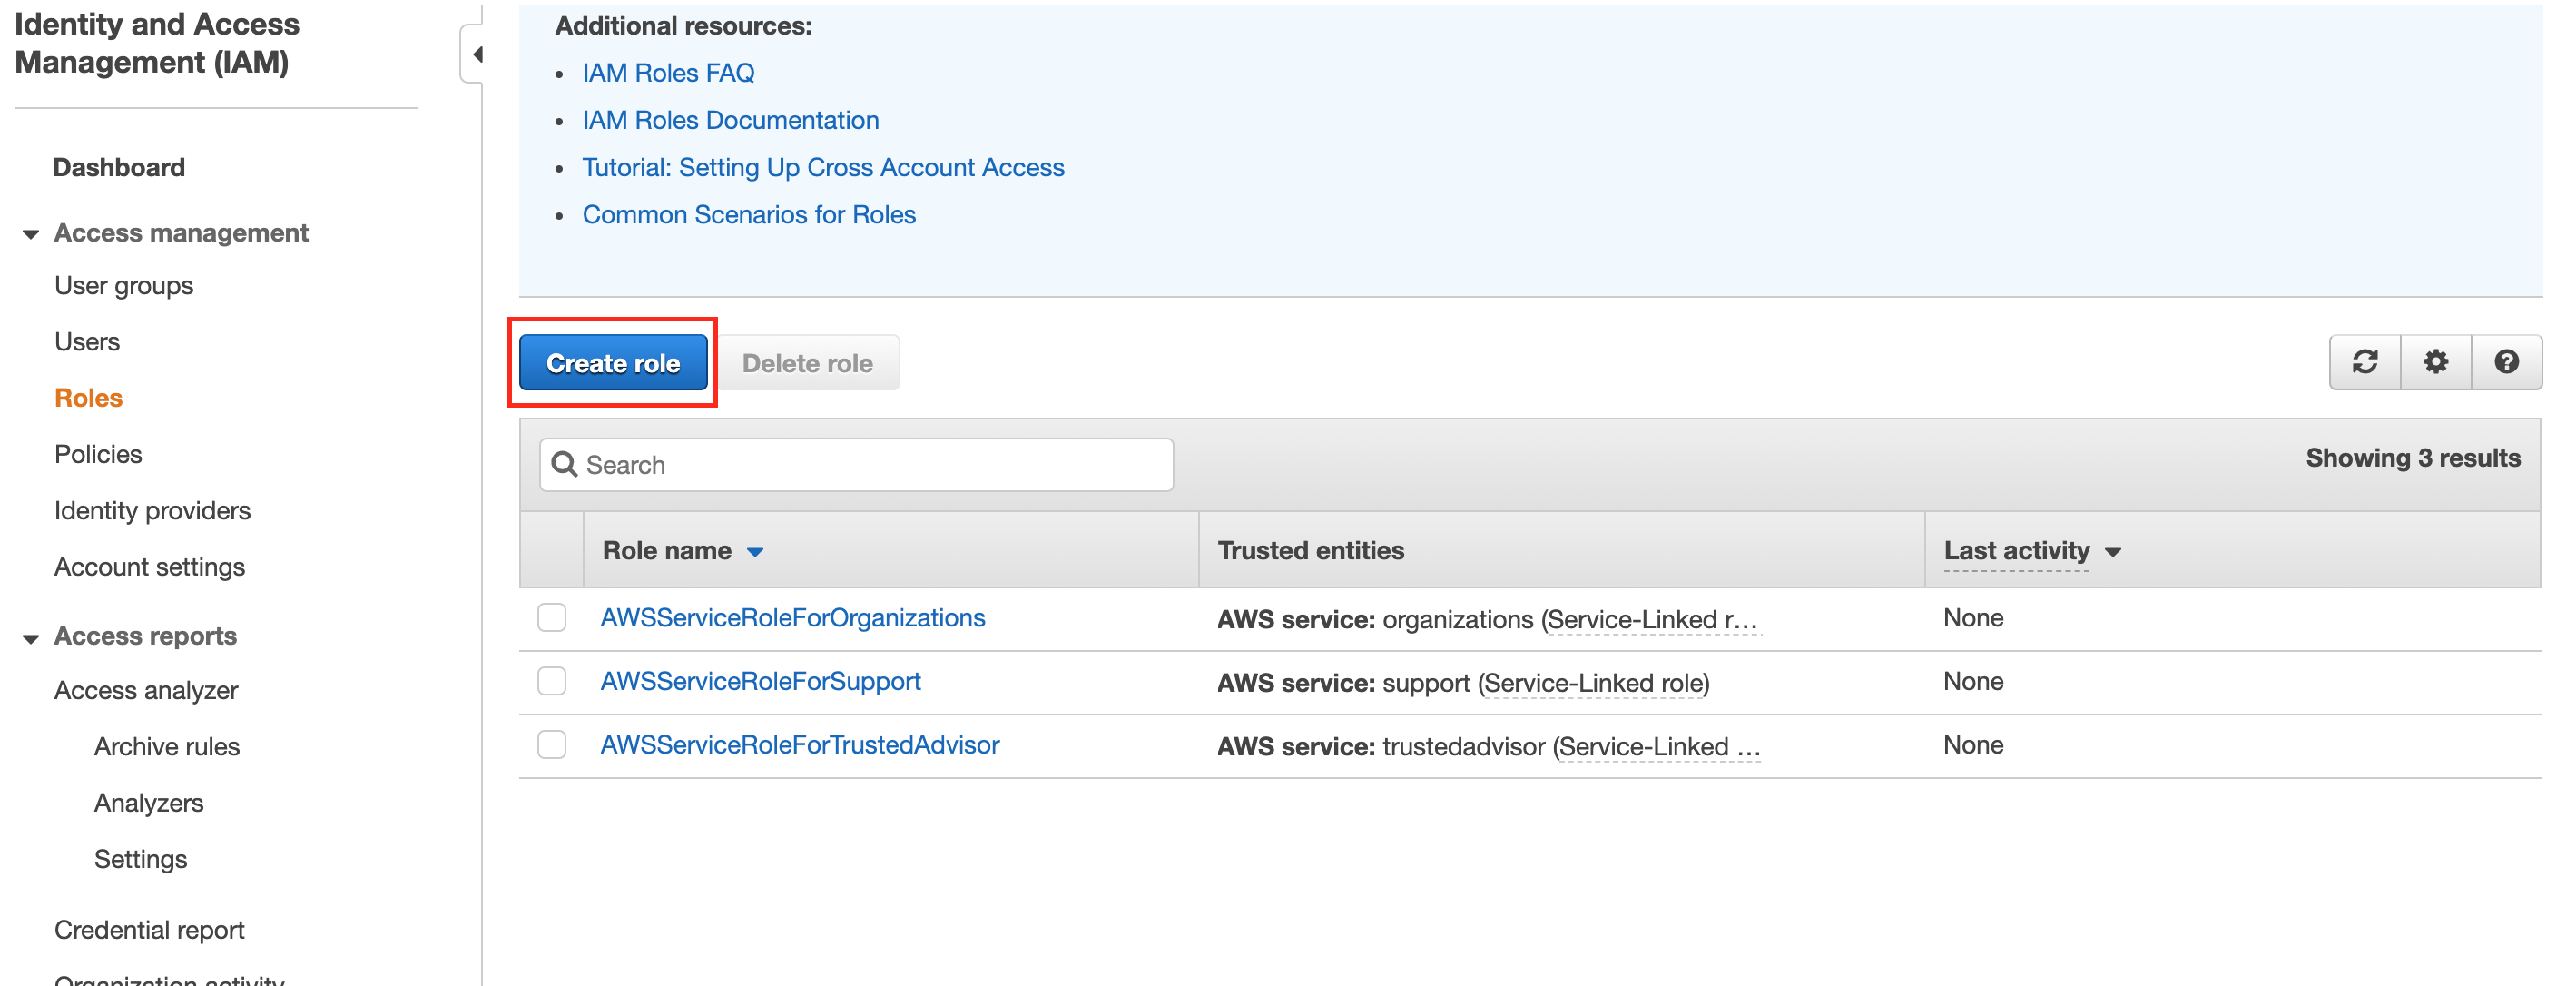 Identity and Access
Management (IAM)
Dashboard
Access management
User groups
Users
Roles
Policies
Identity providers
Account settings
Access reports
Access analyzer
Archive rules
Analyzers
Settings
Credential report
Organization activity
Additional resources:
• IAM Roles FAQ
• IAM Roles Documentation
• Tutorial: Setting Up Cross Account Access
• Common Scenarios for Roles
Create role Delete role
Search Showing 3 results
Role name Trusted entities Last activity
AWSServiceRoleForOrganizations AWS service: organizations (Service-Linked r… None
AWSServiceRoleForSupport AWS service: support (Service-Linked role) None
AWSServiceRoleForTrustedAdvisor AWS service: trustedadvisor (Service-Linked … None